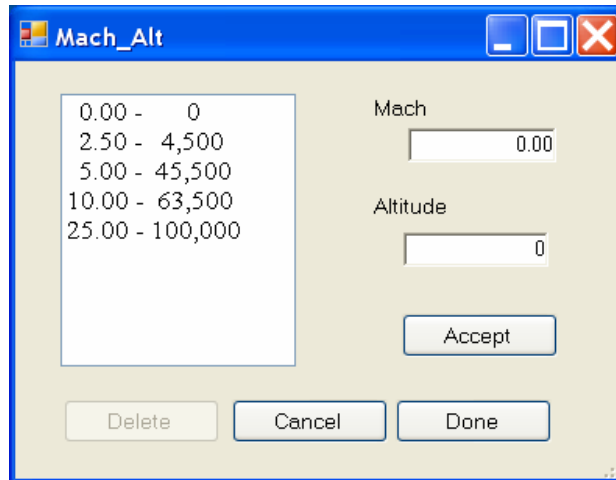 Mach_Alt
0.00 - 0
2.50 - 4,500
5.00 - 45,500
10.00 - 63,500
25.00 - 100,000
Mach
0.00
Altitude
0
Accept
Delete Cancel Done